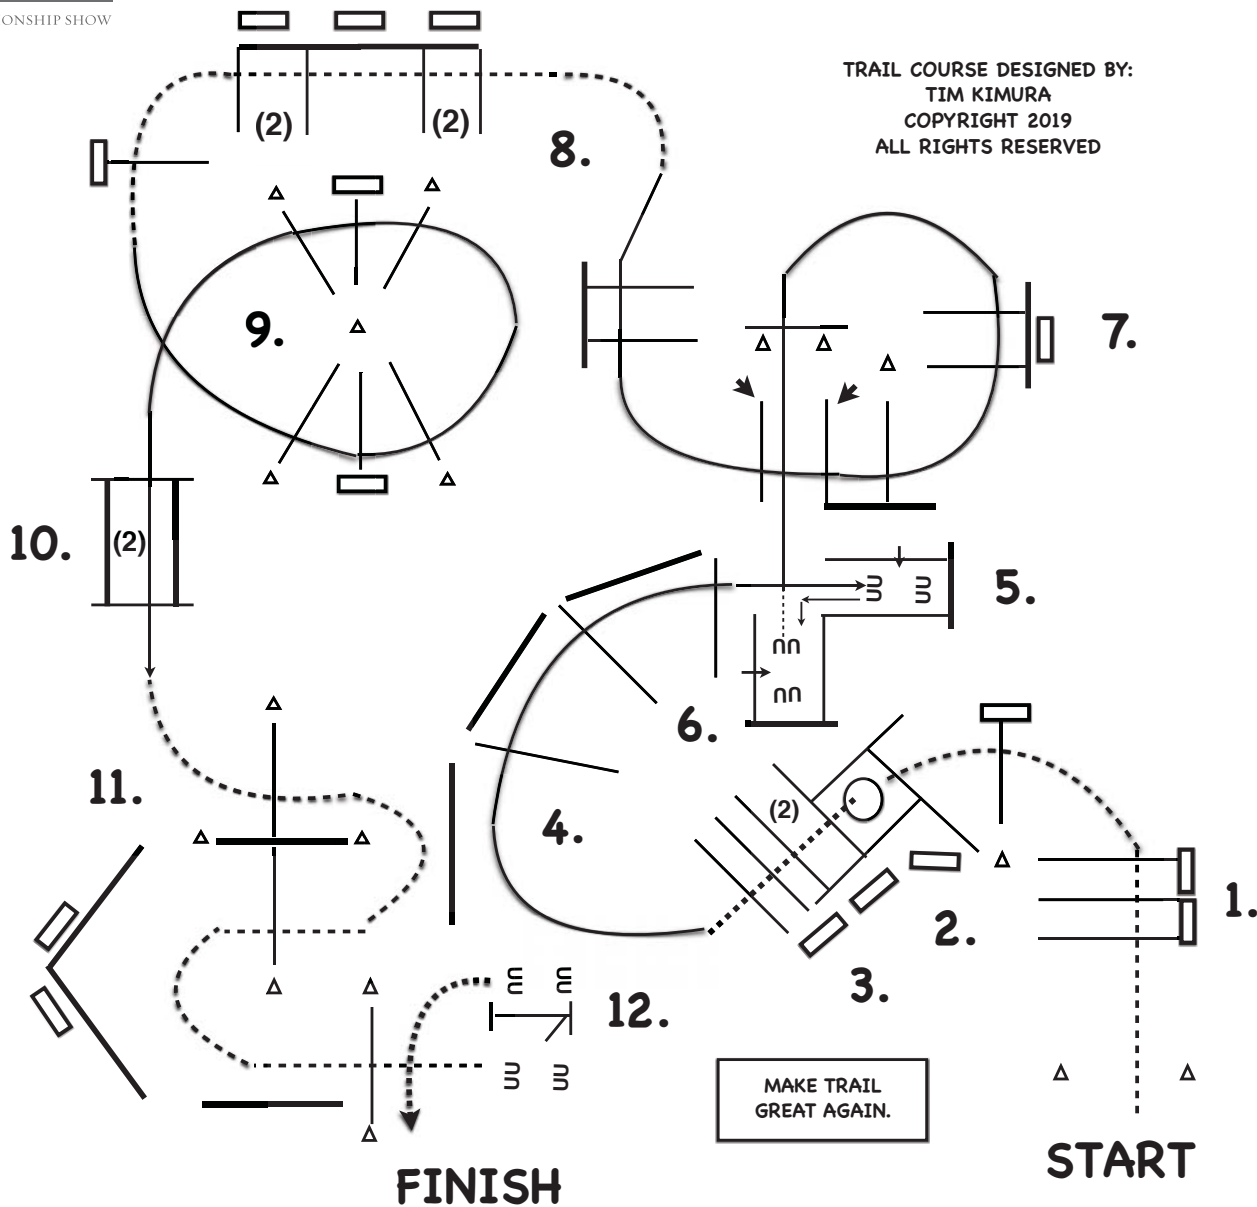 ONSHIP SHOW
TRAIL COURSE DESIGNED BY:
TIM KIMURA
COPYRIGHT 2019
ALL RIGHTS RESERVED
(2)
(2)
8.
9.
7.
10.
(2)
5.
6.
11.
(2)
4.
1.
2.
3.
12.
MAKE TRAIL
GREAT AGAIN.
START
FINISH